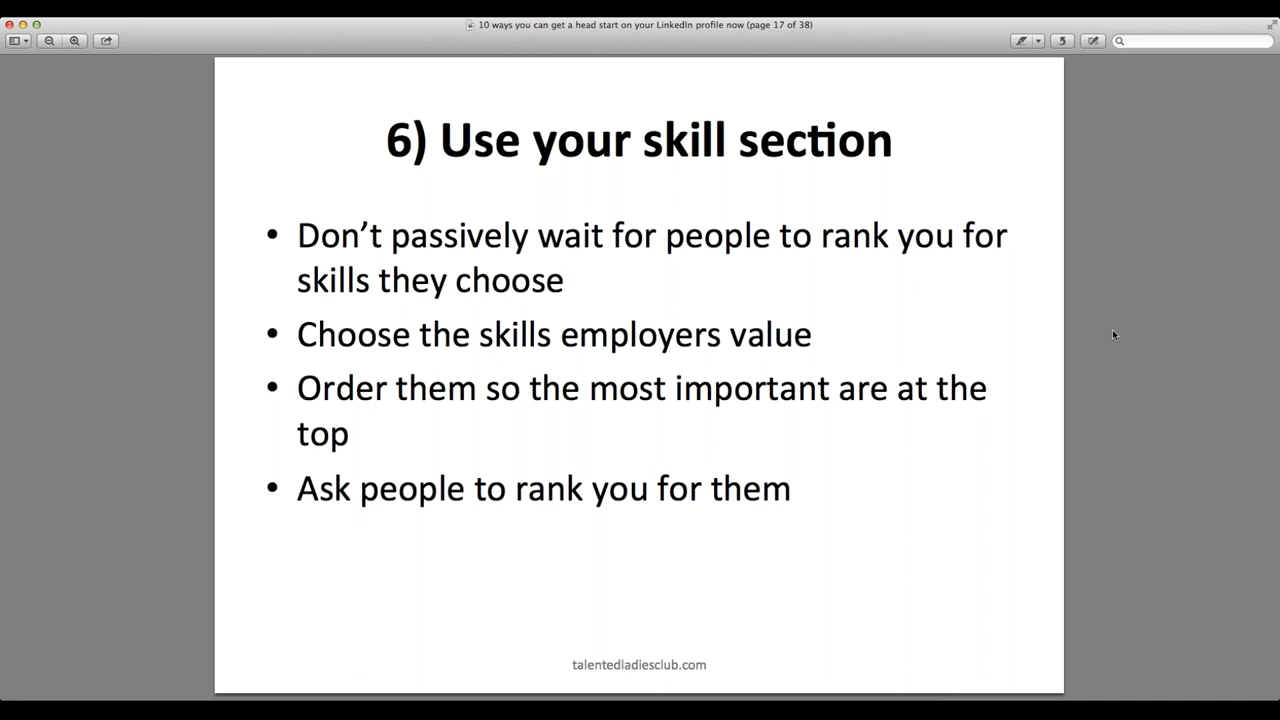 10 ways you can get a head start on your LinkedIn profile now (page 17 of 38)
6) Use your skill section
• Don’t passively wait for people to rank you for
skills they choose
• Choose the skills employers value
• Order them so the most important are at the
top
• Ask people to rank you for them
talentedladiesclub.com